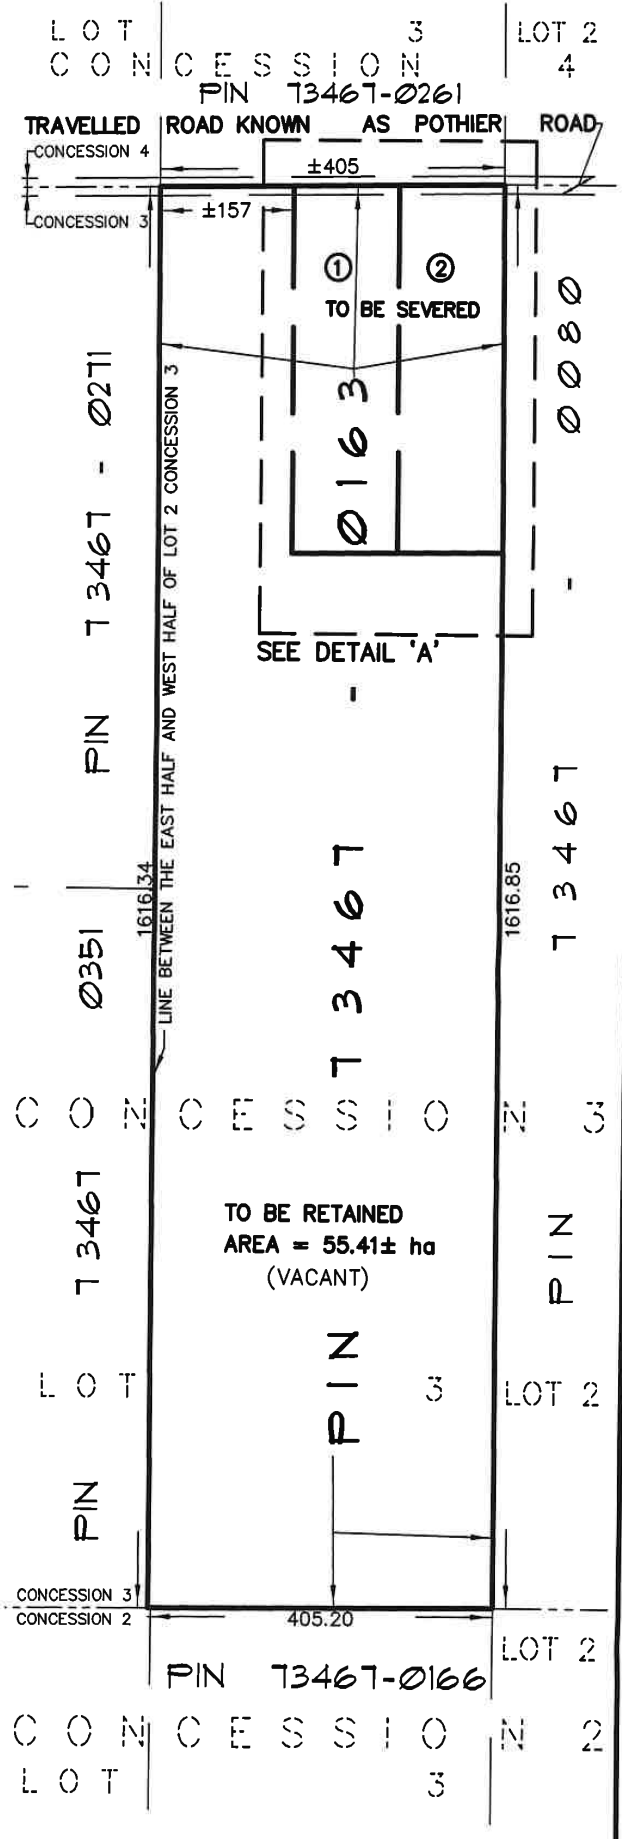 LOT 3 LOT 2
CONCESSION 4
PIN 73467-0261
TRAVELLED ROAD KNOWN AS POTHIER ROAD
CONCESSION 4
±405
CONCESSION 3
±157
1 2
TO BE SEVERED
PIN 73467 - 0271
LINE BETWEEN THE EAST HALF AND WEST HALF OF LOT 2 CONCESSION 3
PIN 73467 - 0163
PIN 73467 - 0080
SEE DETAIL 'A'
1616.34
1616.85
PIN 73467 - 0351
CONCESSION 3
TO BE RETAINED
AREA = 55.41± ha
(VACANT)
LOT 3 LOT 2
CONCESSION 3
CONCESSION 2
405.20
LOT 2
PIN 73467-0166
CONCESSION 2
LOT 3